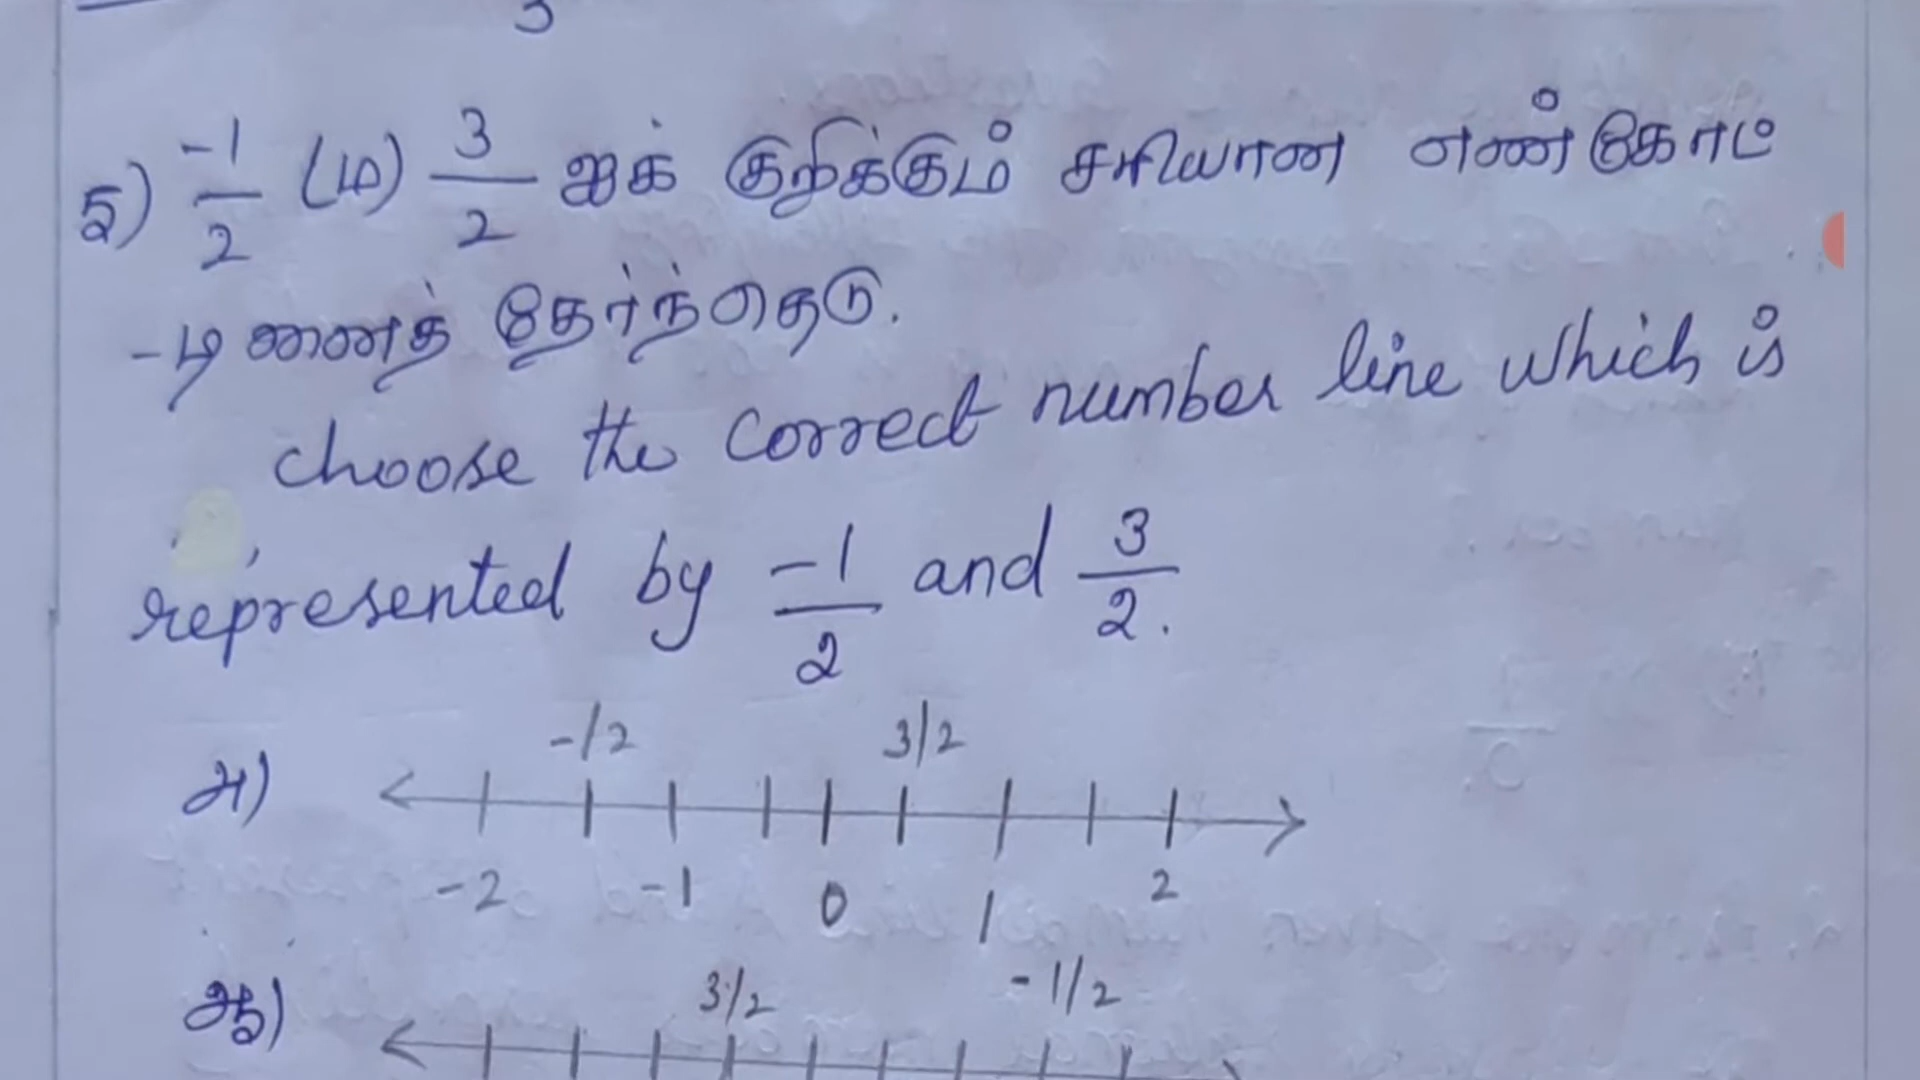 5) -1/2 (ம) 3/2 ஐக் குறிக்கும் சரியான எண்கோட்
-டினைத் தேர்ந்தெடு.
choose the correct number line which is
represented by -1/2 and 3/2.
-/2 3/2
அ)
-2 -1 0 1 2
3/2 -1/2
ஆ)